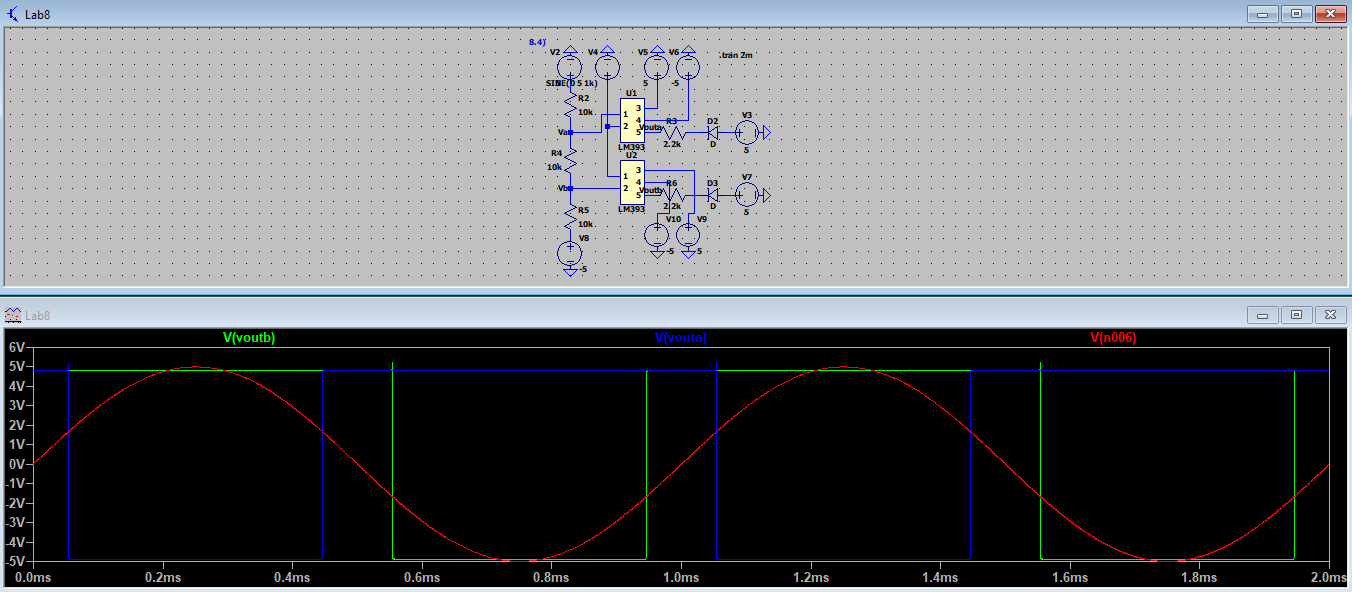 Lab8
8.4)
V2 V4 V5 V6 .tran 2m
SINE(0 5 1k) 5 -5
R2 U1
10k 3
1 4 R3 D2 V3
Va 2 5 Vouta
LM393 2.2k D 5
R4 U2
10k 3
1 4 R6 D3 V7
Vb 2 5 Voutb
LM393 2.2k D 5
R5 V10 V9
10k
V8 -5 5
-5
Lab8
V(voutb) V(vouta) V(n006)
6V
5V
4V
3V
2V
1V
0V
-1V
-2V
-3V
-4V
-5V
0.0ms 0.2ms 0.4ms 0.6ms 0.8ms 1.0ms 1.2ms 1.4ms 1.6ms 1.8ms 2.0ms